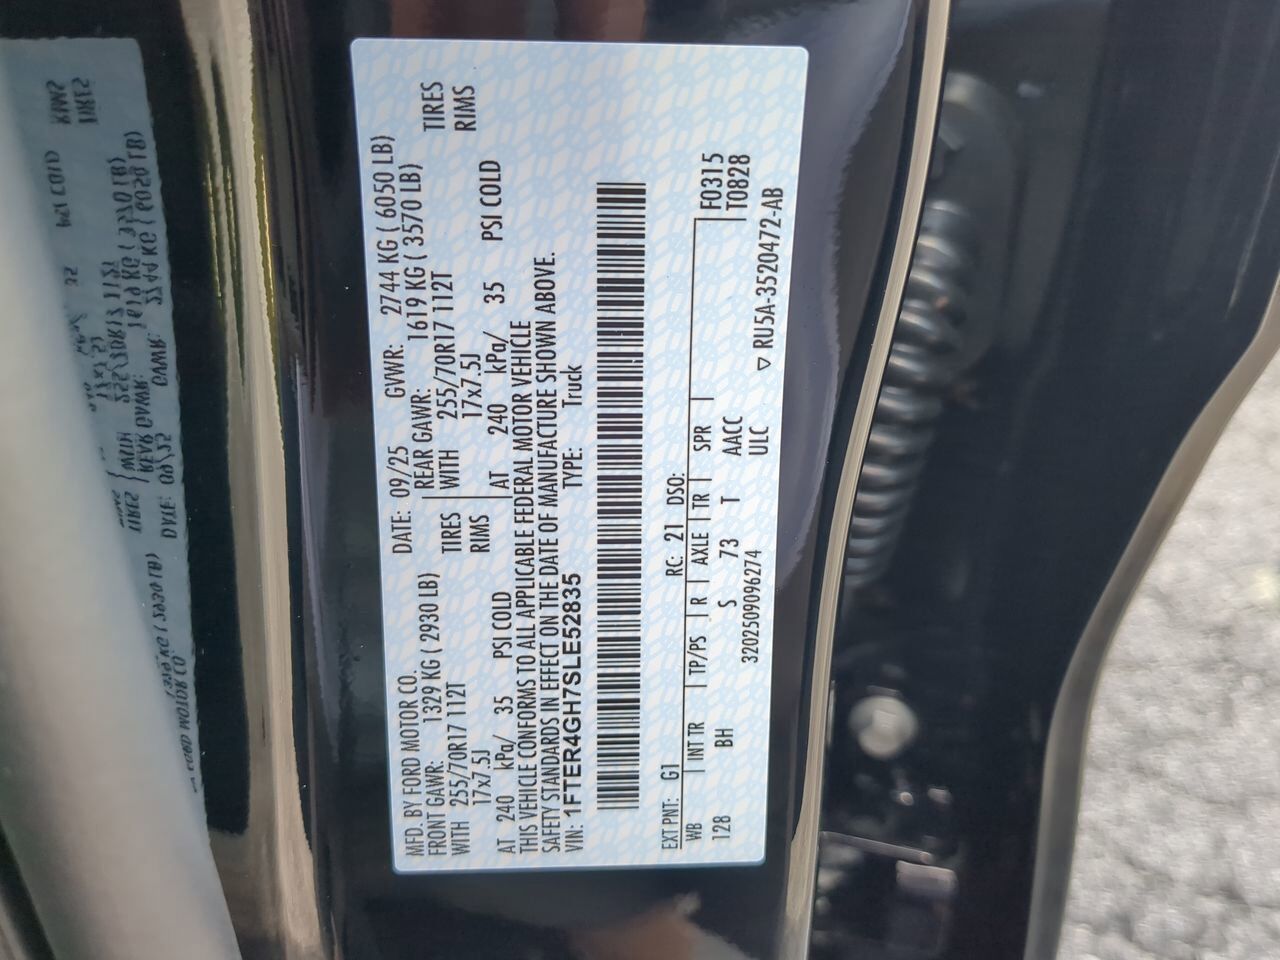 MFD. BY FORD MOTOR CO. DATE: 09/25 GVWR: 2744 KG ( 6050 LB)
FRONT GAWR: 1329 KG ( 2930 LB) REAR GAWR: 1619 KG ( 3570 LB)
WITH 255/70R17 112T TIRES WITH 255/70R17 112T TIRES
17x7.5J RIMS 17x7.5J RIMS
AT 240 kPa/ 35 PSI COLD AT 240 kPa/ 35 PSI COLD
THIS VEHICLE CONFORMS TO ALL APPLICABLE FEDERAL MOTOR VEHICLE
SAFETY STANDARDS IN EFFECT ON THE DATE OF MANUFACTURE SHOWN ABOVE.
VIN: 1FTER4GH7SLE52835 TYPE: Truck
EXT PNT: G1 RC: 21 DSO:
WB INT TR TP/PS R AXLE TR SPR F0315
128 BH S 73 T AACC T0828
3202509096274 ULC
▽ RU5A-3520472-AB